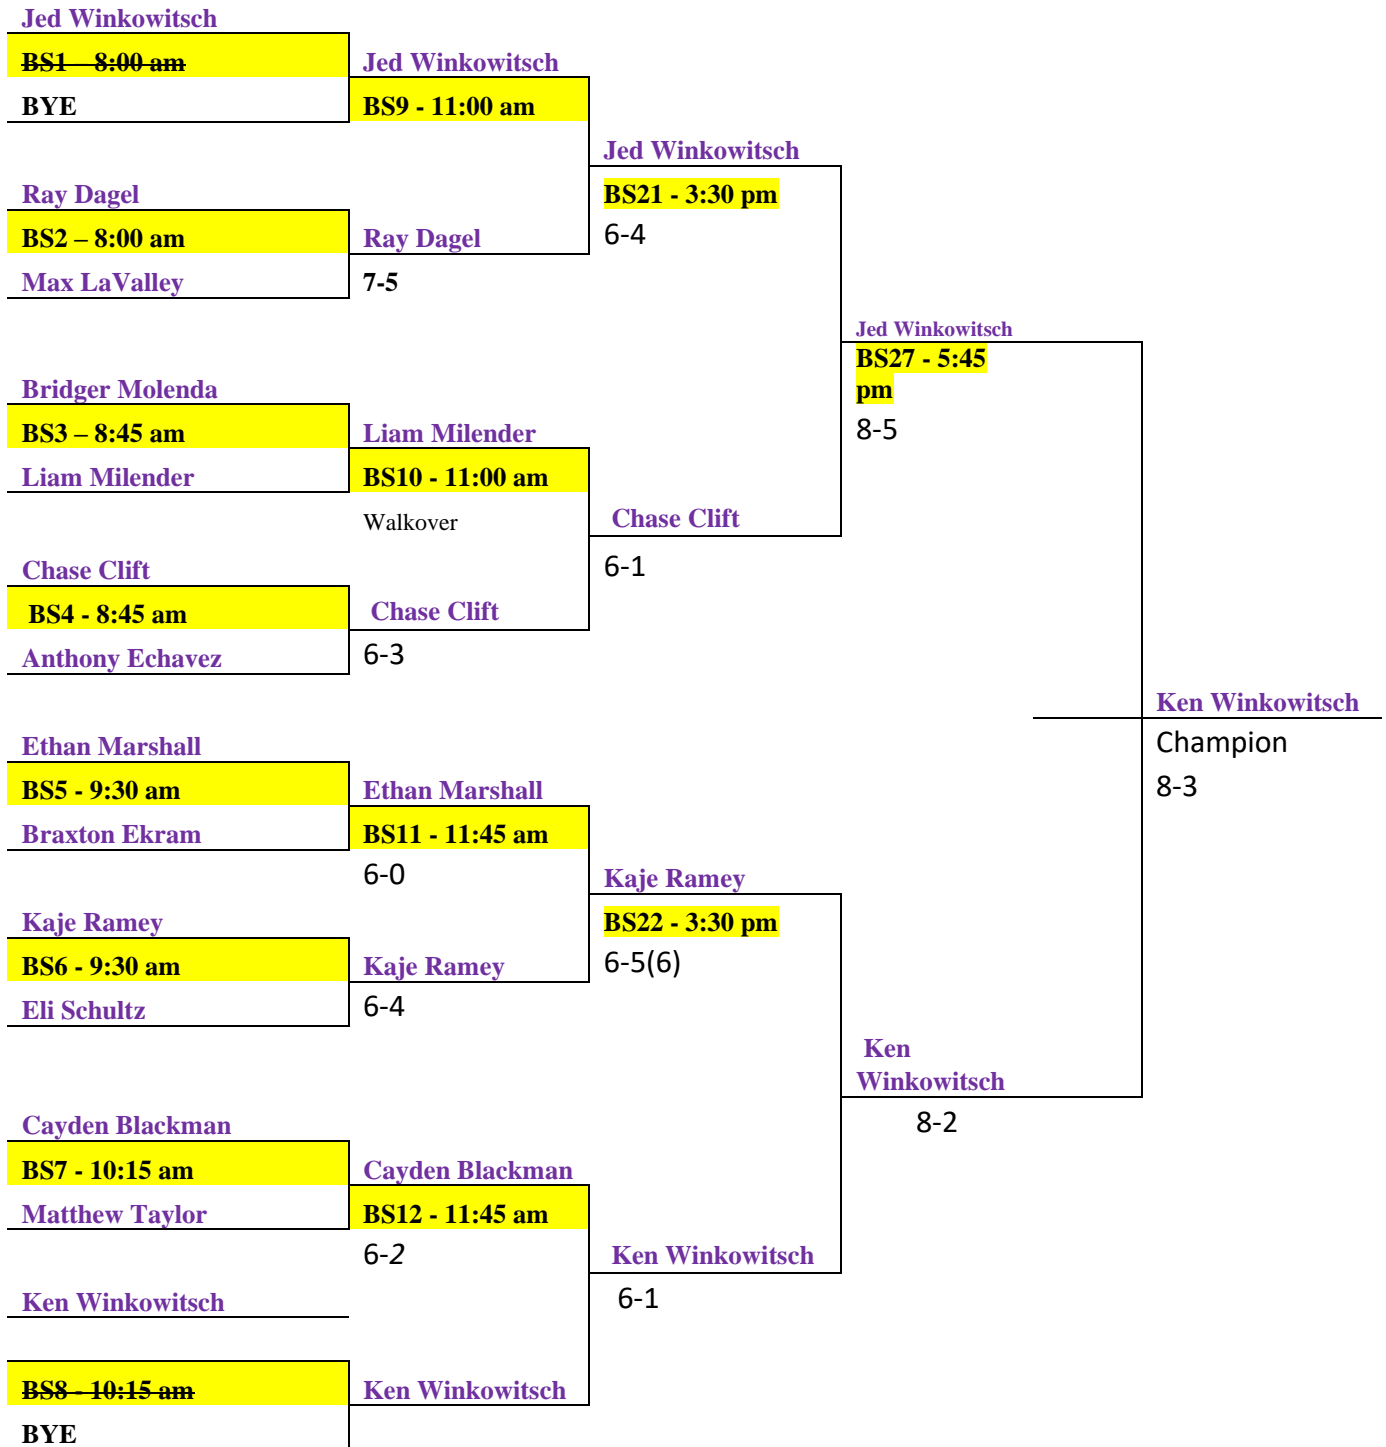 Jed Winkowitsch
BS1 – 8:00 am
Jed Winkowitsch
BYE
BS9 - 11:00 am
Jed Winkowitsch
Ray Dagel
BS21 - 3:30 pm
BS2 – 8:00 am
Ray Dagel
6-4
Max LaValley
7-5
Jed Winkowitsch
BS27 - 5:45
pm
8-5
Bridger Molenda
BS3 – 8:45 am
Liam Milender
Liam Milender
BS10 - 11:00 am
Walkover
Chase Clift
6-1
Chase Clift
BS4 - 8:45 am
Chase Clift
Anthony Echavez
6-3
Ken Winkowitsch
Champion
8-3
Ethan Marshall
BS5 - 9:30 am
Ethan Marshall
Braxton Ekram
BS11 - 11:45 am
6-0
Kaje Ramey
Kaje Ramey
BS22 - 3:30 pm
BS6 - 9:30 am
Kaje Ramey
6-5(6)
Eli Schultz
6-4
Ken
Winkowitsch
8-2
Cayden Blackman
BS7 - 10:15 am
Cayden Blackman
Matthew Taylor
BS12 - 11:45 am
6-2
Ken Winkowitsch
6-1
Ken Winkowitsch
BS8 - 10:15 am
Ken Winkowitsch
BYE